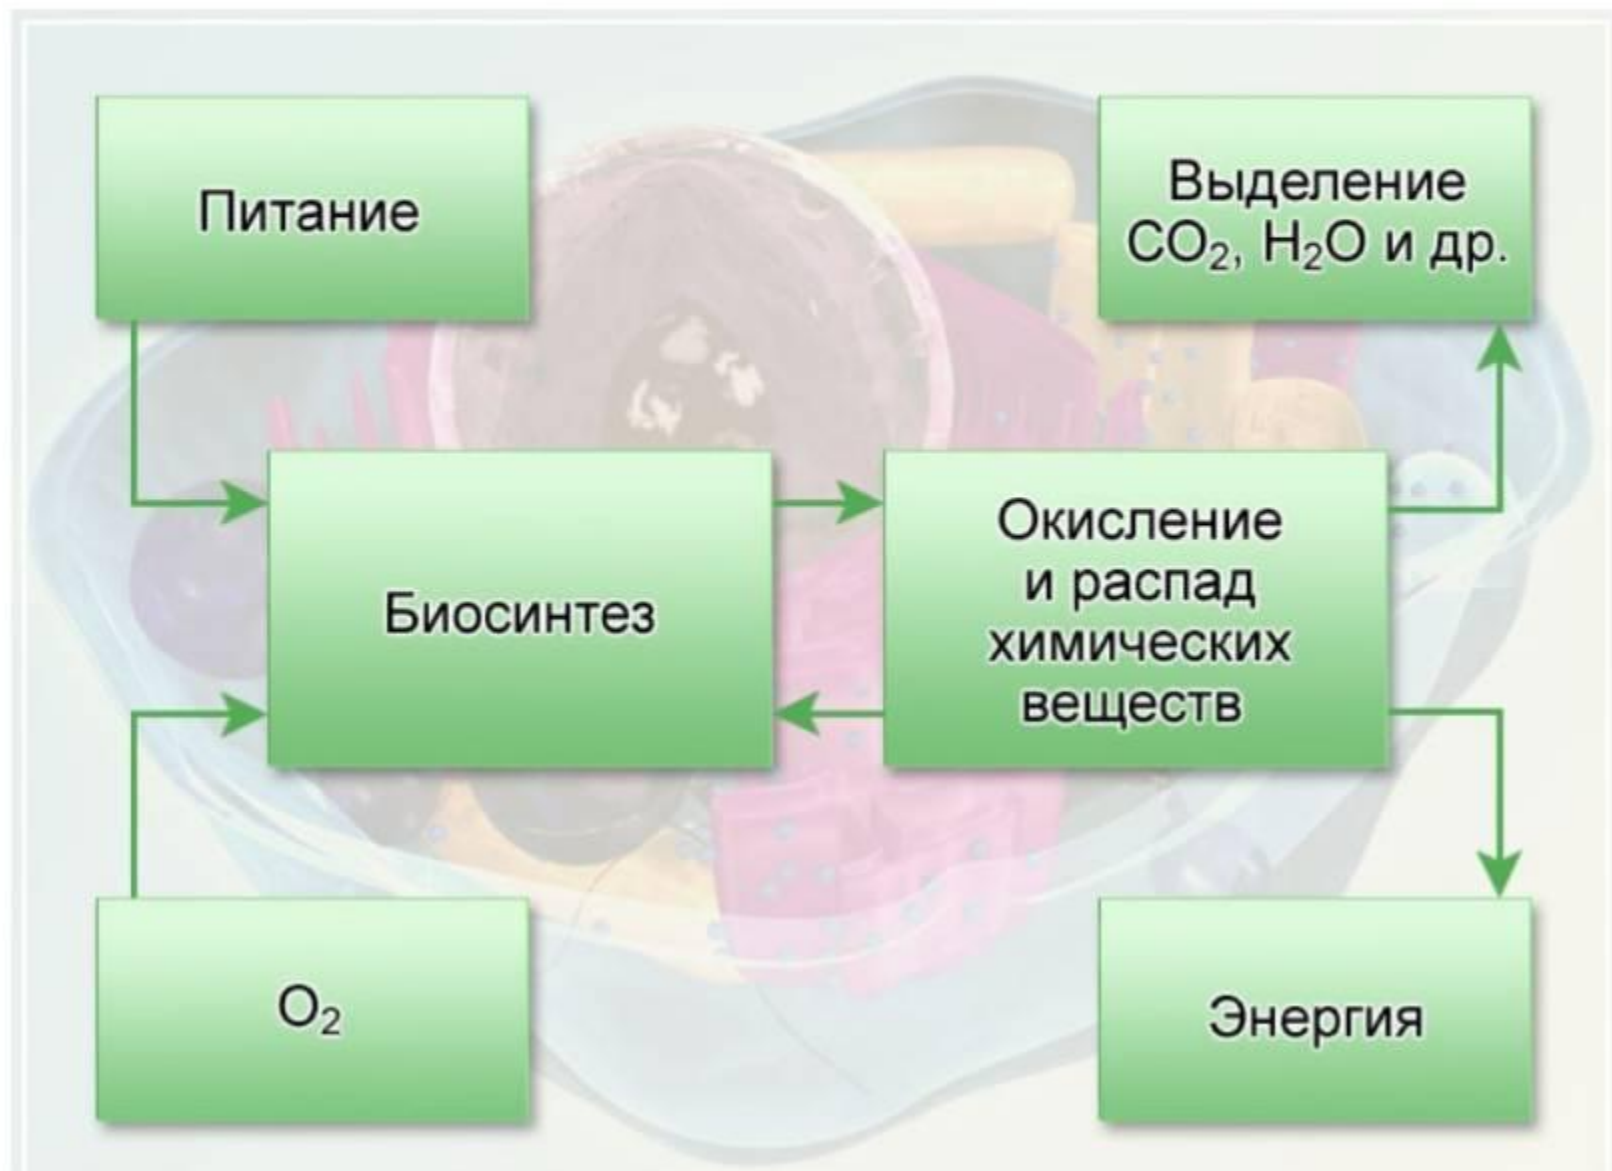 Питание
Выделение
CO₂, H₂O и др.
Биосинтез
Окисление
и распад
химических
веществ
O₂
Энергия